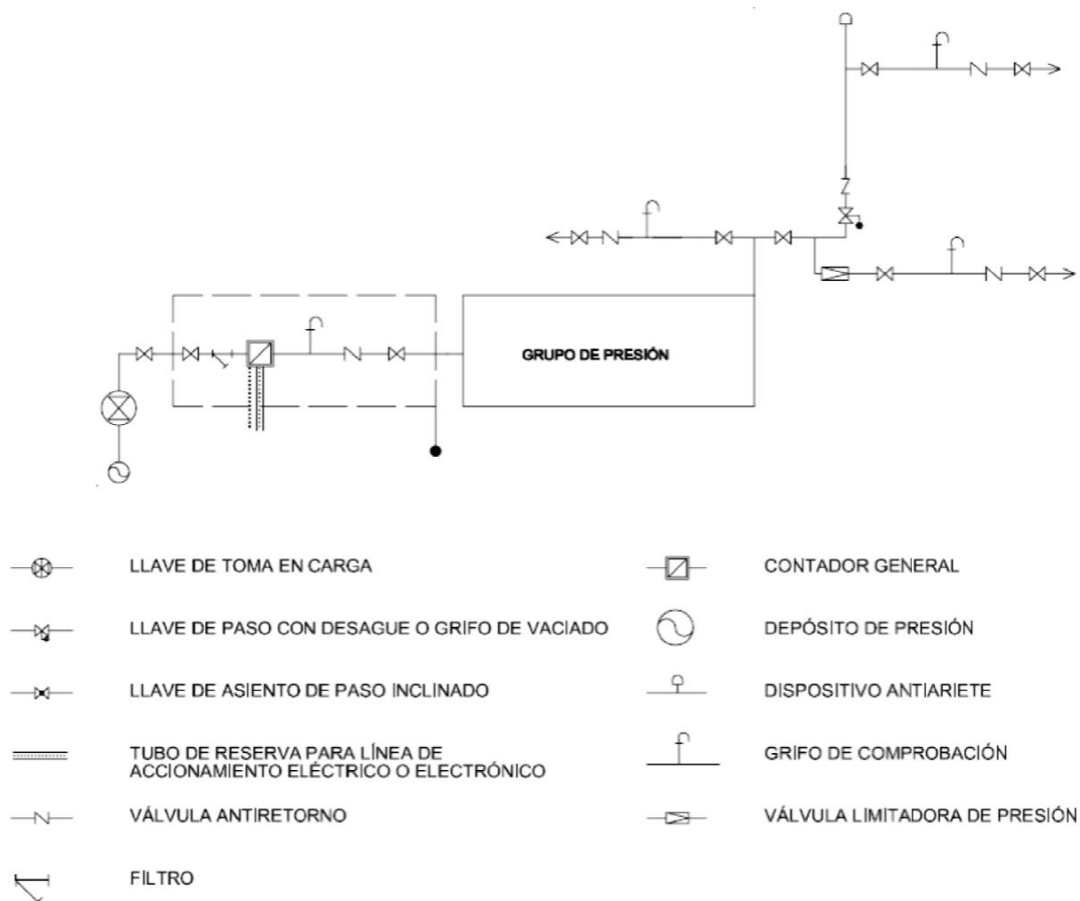 GRUPO DE PRESIÓN
LLAVE DE TOMA EN CARGA
CONTADOR GENERAL
LLAVE DE PASO CON DESAGUE O GRIFO DE VACIADO
DEPÓSITO DE PRESIÓN
LLAVE DE ASIENTO DE PASO INCLINADO
DISPOSITIVO ANTIARIETE
TUBO DE RESERVA PARA LÍNEA DE
ACCIONAMIENTO ELÉCTRICO O ELECTRÓNICO
GRIFO DE COMPROBACIÓN
VÁLVULA ANTIRETORNO
VÁLVULA LIMITADORA DE PRESIÓN
FILTRO